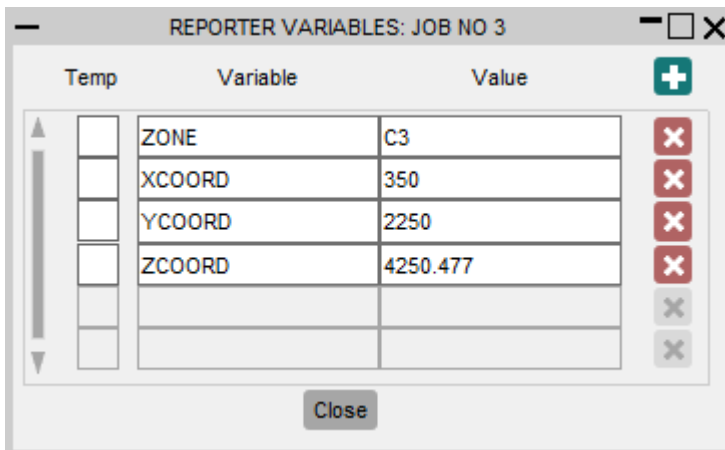 REPORTER VARIABLES: JOB NO 3
Temp Variable Value
ZONE C3
XCOORD 350
YCOORD 2250
ZCOORD 4250.477
Close